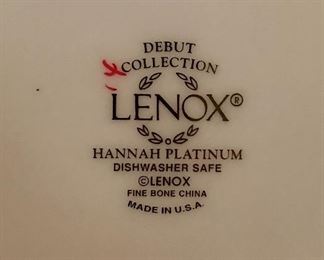 DEBUT
COLLECTION
LENOX®
HANNAH PLATINUM
DISHWASHER SAFE
©LENOX
FINE BONE CHINA
MADE IN U.S.A.